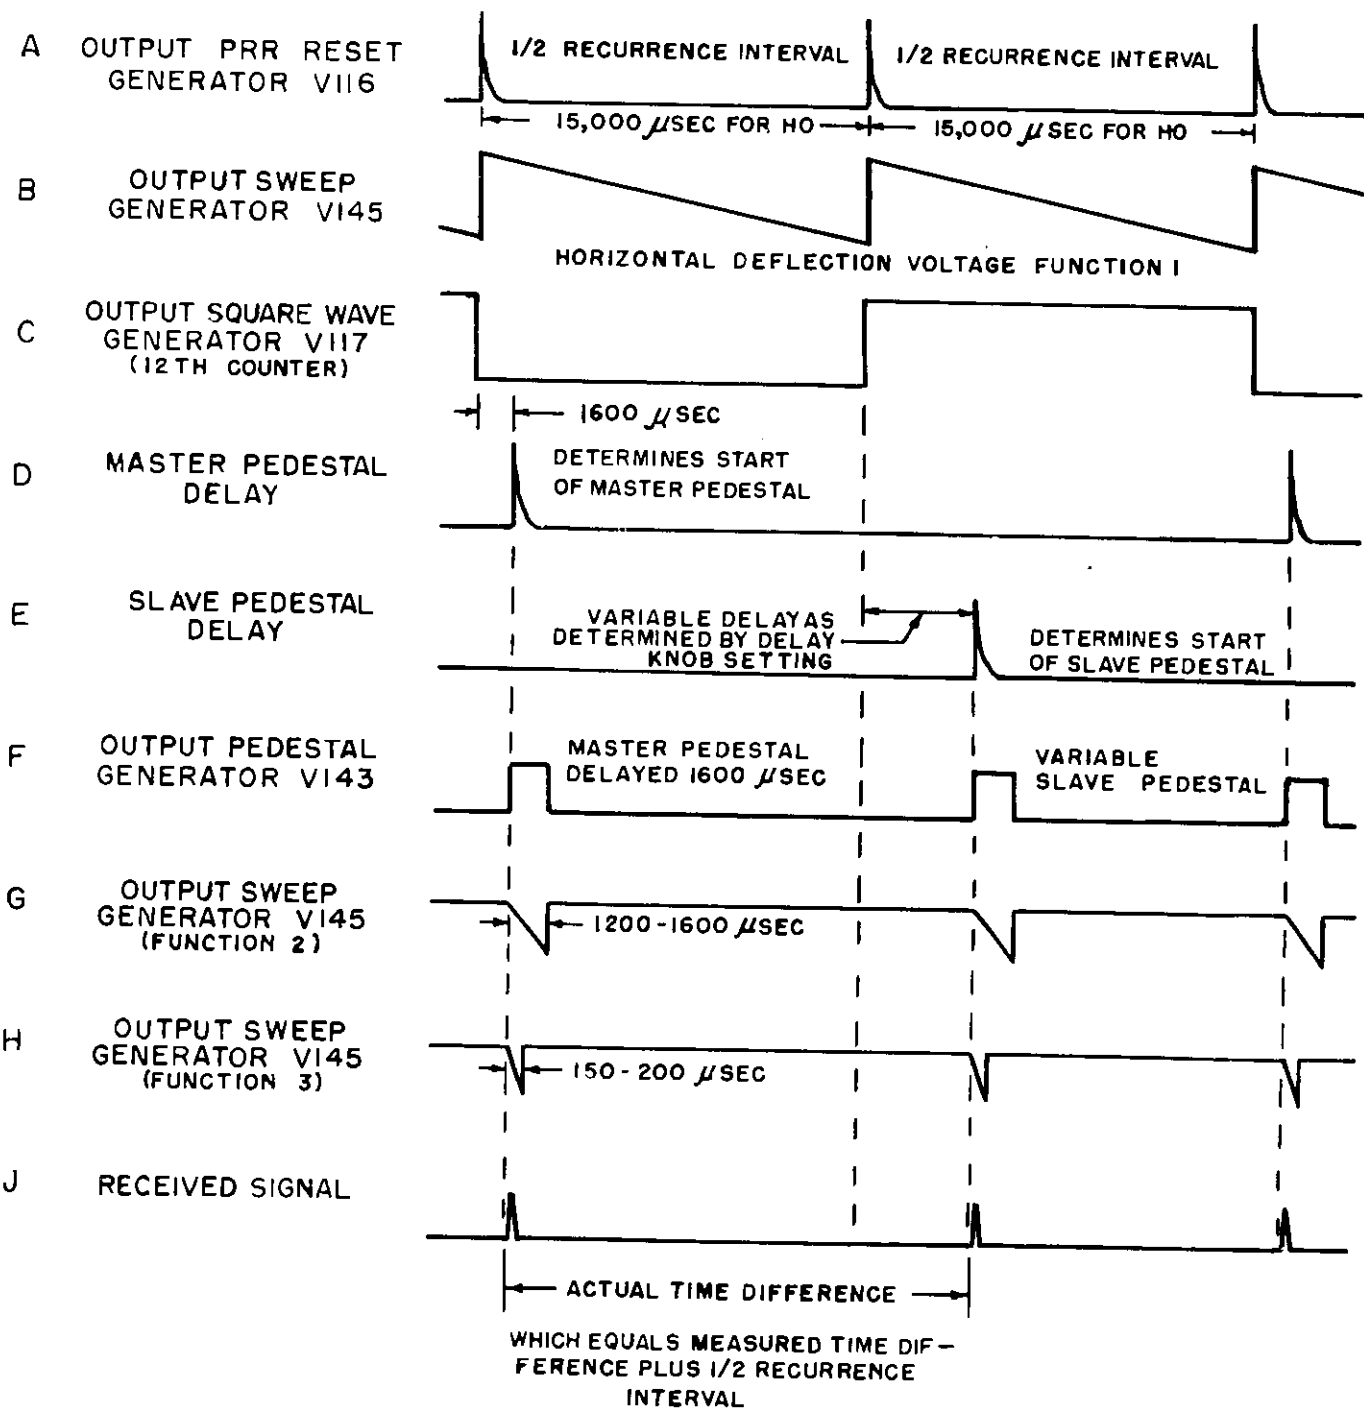 A OUTPUT PRR RESET
GENERATOR V116
1/2 RECURRENCE INTERVAL
1/2 RECURRENCE INTERVAL
15,000 μSEC FOR HO
15,000 μSEC FOR HO
B OUTPUT SWEEP
GENERATOR V145
HORIZONTAL DEFLECTION VOLTAGE FUNCTION 1
C OUTPUT SQUARE WAVE
GENERATOR V117
(12TH COUNTER)
1600 μSEC
D MASTER PEDESTAL
DELAY
DETERMINES START
OF MASTER PEDESTAL
E SLAVE PEDESTAL
DELAY
VARIABLE DELAY AS
DETERMINED BY DELAY
KNOB SETTING
DETERMINES START
OF SLAVE PEDESTAL
F OUTPUT PEDESTAL
GENERATOR V143
MASTER PEDESTAL
DELAYED 1600 μSEC
VARIABLE
SLAVE PEDESTAL
G OUTPUT SWEEP
GENERATOR V145
(FUNCTION 2)
1200-1600 μSEC
H OUTPUT SWEEP
GENERATOR V145
(FUNCTION 3)
150-200 μSEC
J RECEIVED SIGNAL
ACTUAL TIME DIFFERENCE
WHICH EQUALS MEASURED TIME DIF-
FERENCE PLUS 1/2 RECURRENCE
INTERVAL